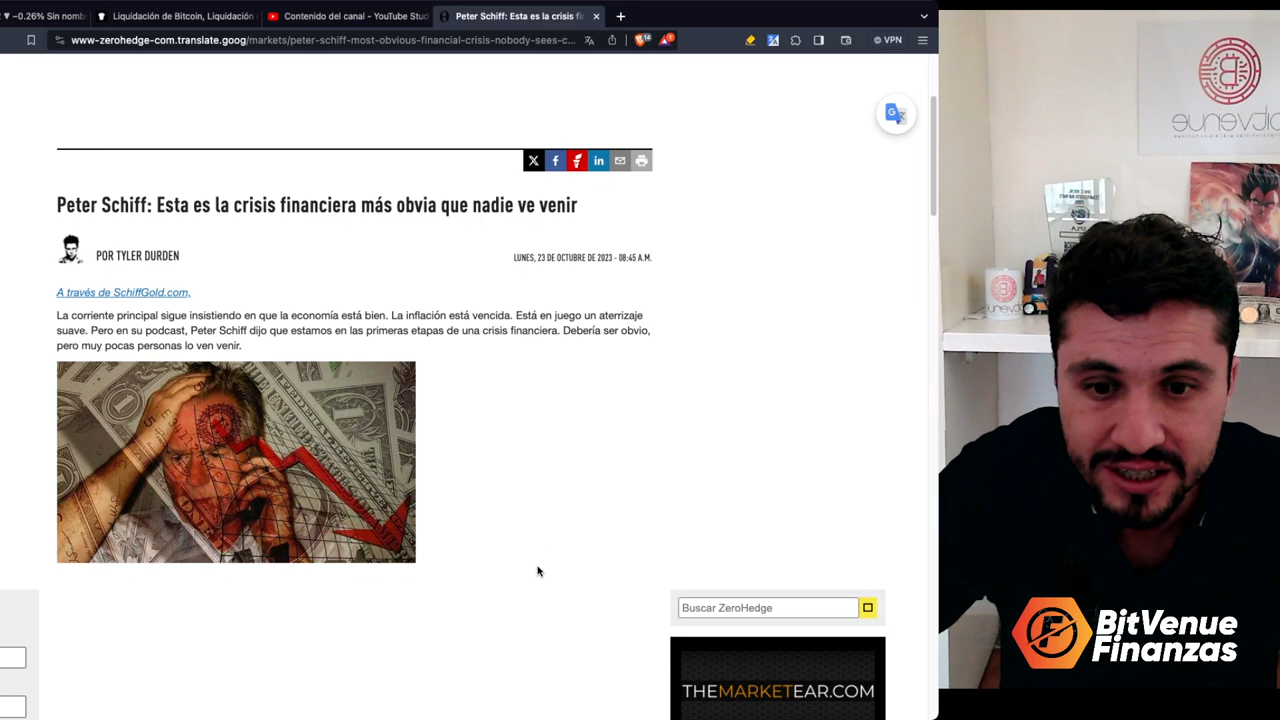 ▼ −0.26% Sin nomb
Liquidación de Bitcoin, Liquidación
Contenido del canal - YouTube Stud
Peter Schiff: Esta es la crisis fi
www-zerohedge-com.translate.goog/markets/peter-schiff-most-obvious-financial-crisis-nobody-sees-c...
VPN
Peter Schiff: Esta es la crisis financiera más obvia que nadie ve venir
POR TYLER DURDEN
LUNES, 23 DE OCTUBRE DE 2023 - 08:45 A.M.
A través de SchiffGold.com,
La corriente principal sigue insistiendo en que la economía está bien. La inflación está vencida. Está en juego un aterrizaje
suave. Pero en su podcast, Peter Schiff dijo que estamos en las primeras etapas de una crisis financiera. Debería ser obvio,
pero muy pocas personas lo ven venir.
Buscar ZeroHedge
THEMARKETEAR.COM
bitvenue
BitVenue
Finanzas